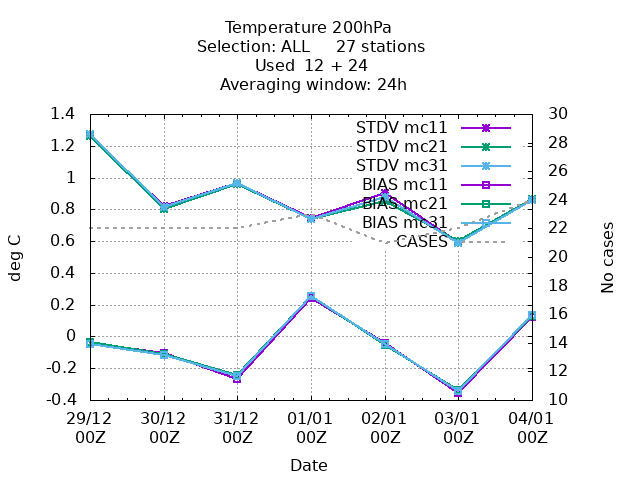 Temperature 200hPa
Selection: ALL     27 stations
Used  12 + 24
Averaging window: 24h
1.4
1.2
1
0.8
0.6
0.4
0.2
0
-0.2
-0.4
deg C
30
28
26
24
22
20
18
16
14
12
10
No cases
STDV mc11
STDV mc21
STDV mc31
BIAS mc11
BIAS mc21
BIAS mc31
CASES
29/12 30/12 31/12 01/01 02/01 03/01 04/01
00Z 00Z 00Z 00Z 00Z 00Z 00Z
Date